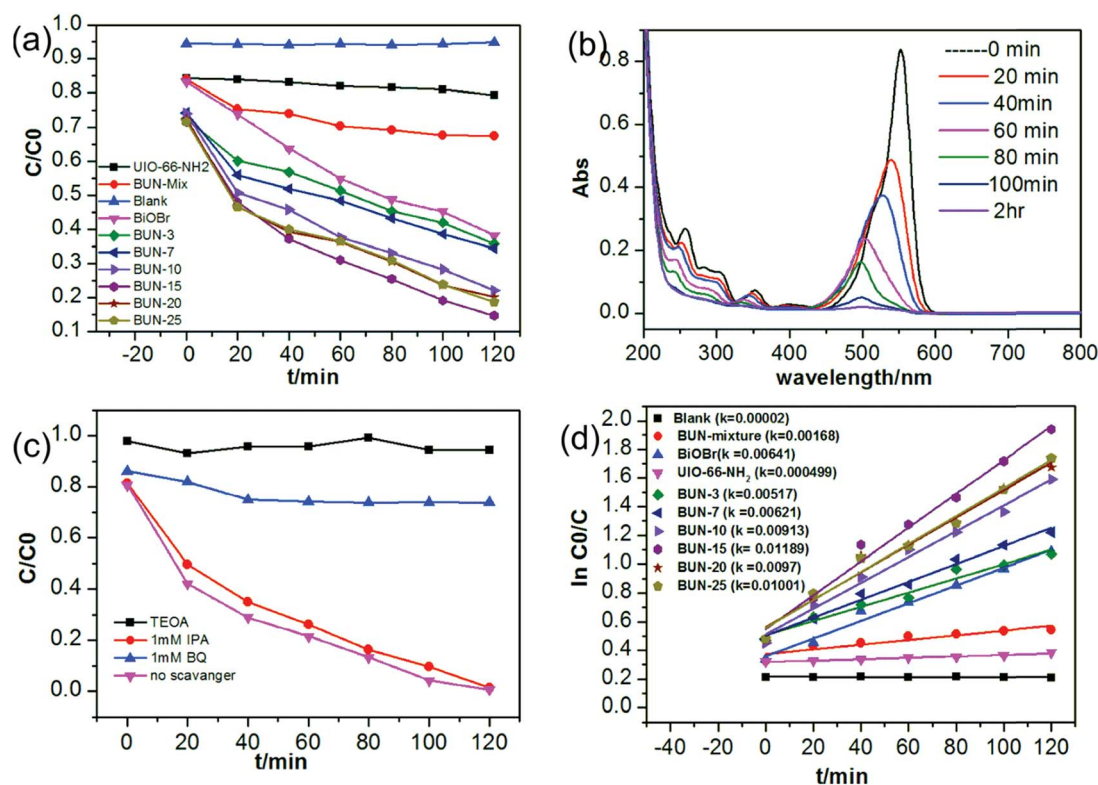 (a)
1.0
0.9
0.8
0.7
0.6
0.5
0.4
0.3
0.2
0.1
C/C0
UIO-66-NH2
BUN-Mix
Blank
BiOBr
BUN-3
BUN-7
BUN-10
BUN-15
BUN-20
BUN-25
-20 0 20 40 60 80 100 120
t/min
(b)
0.8
0.4
0.0
Abs
0 min
20 min
40min
60 min
80 min
100min
2hr
200 300 400 500 600 700 800
wavelength/nm
(c)
1.0
0.8
0.6
0.4
0.2
0.0
C/C0
TEOA
1mM IPA
1mM BQ
no scavanger
0 20 40 60 80 100 120
t/min
(d)
2.0
1.8
1.6
1.4
1.2
1.0
0.8
0.6
0.4
0.2
0.0
ln C0/C
Blank (k=0.00002)
BUN-mixture (k=0.00168)
BiOBr(k =0.00641)
UIO-66-NH2 (k=0.000499)
BUN-3 (k=0.00517)
BUN-7 (k=0.00621)
BUN-10 (k=0.00913)
BUN-15 (k= 0.01189)
BUN-20 (k=0.0097)
BUN-25 (k=0.01001)
-40 -20 0 20 40 60 80 100 120
t/min